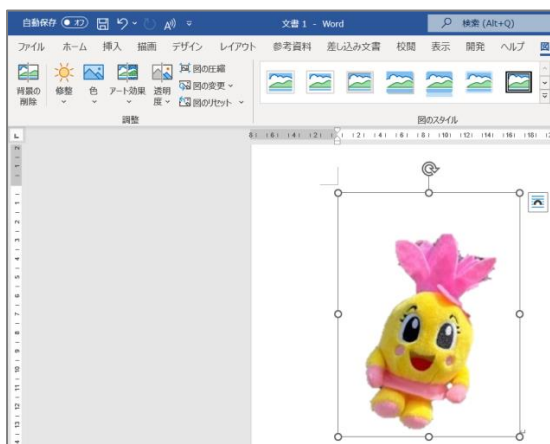 自動保存 オフ 文書 1 - Word 検索 (Alt+Q)
ファイル ホーム 挿入 描画 デザイン レイアウト 参考資料 差し込み文書 校閲 表示 開発 ヘルプ 図
背景の削除 修整 色 アート効果 透明度 図の圧縮
図の変更
図のリセット
調整 図のスタイル